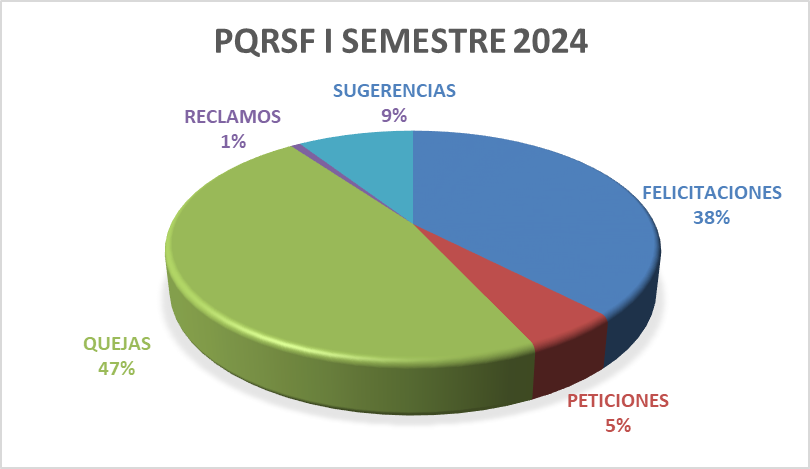 PQRSF I SEMESTRE 2024
SUGERENCIAS
9%
RECLAMOS
1%
FELICITACIONES
38%
QUEJAS
47%
PETICIONES
5%